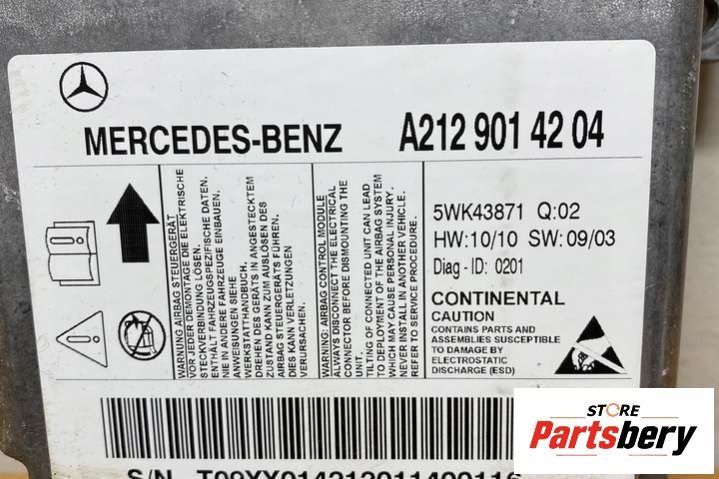 MERCEDES-BENZ
A212 901 42 04
WARNUNG AIRBAG STEUERGERÄT
VOR JEDER DEMONTAGE DIE ELEKTRISCHE
STECKVERBINDUNG LÖSEN.
ENTHÄLT FAHRZEUGSPEZIFISCHE DATEN.
NIE IN ANDERE FAHRZEUGE EINBAUEN.
ANWEISUNGEN SIEHE
WERKSTATTHANDBUCH.
DREHEN DES GERÄTS IN ANGESTECKTEM
ZUSTAND KANN ZUM AUSLÖSEN DES
AIRBAG STEUERGERÄTS FÜHREN.
DIES KANN VERLETZUNGEN
VERURSACHEN.
WARNING AIRBAG CONTROL MODULE
ALWAYS DISCONNECT THE ELECTRICAL
CONNECTOR BEFORE DISMOUNTING THE
UNIT.
TILTING OF CONNECTED UNIT CAN LEAD
TO DEPLOYMENT OF THE AIRBAG SYSTEM
WHICH MAY CAUSE PERSONAL INJURY.
NEVER INSTALL IN ANOTHER VEHICLE.
REFER TO SERVICE PROCEDURE.
5WK43871 Q:02
HW:10/10 SW:09/03
Diag-ID: 0201
CONTINENTAL
CAUTION
CONTAINS PARTS AND
ASSEMBLIES SUSCEPTIBLE
TO DAMAGE BY
ELECTROSTATIC
DISCHARGE (ESD)
S/N
STORE
Partsbery